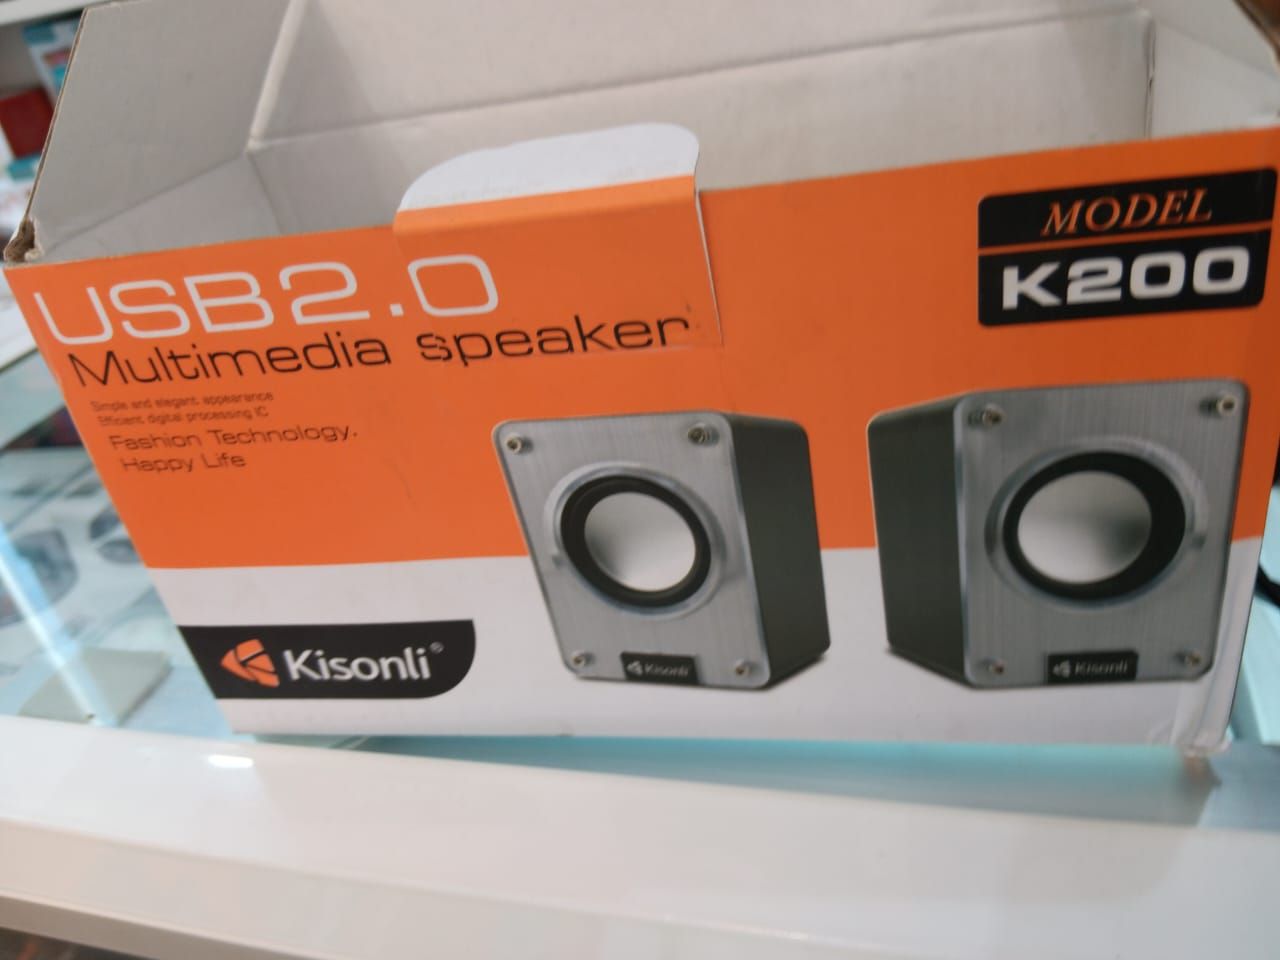 USB2.0
Multimedia speaker
Simple and elegant appearance
Efficient digital processing IC
Fashion Technology.
Happy Life
MODEL
K200
Kisonli®
Kisonli
Kisonli